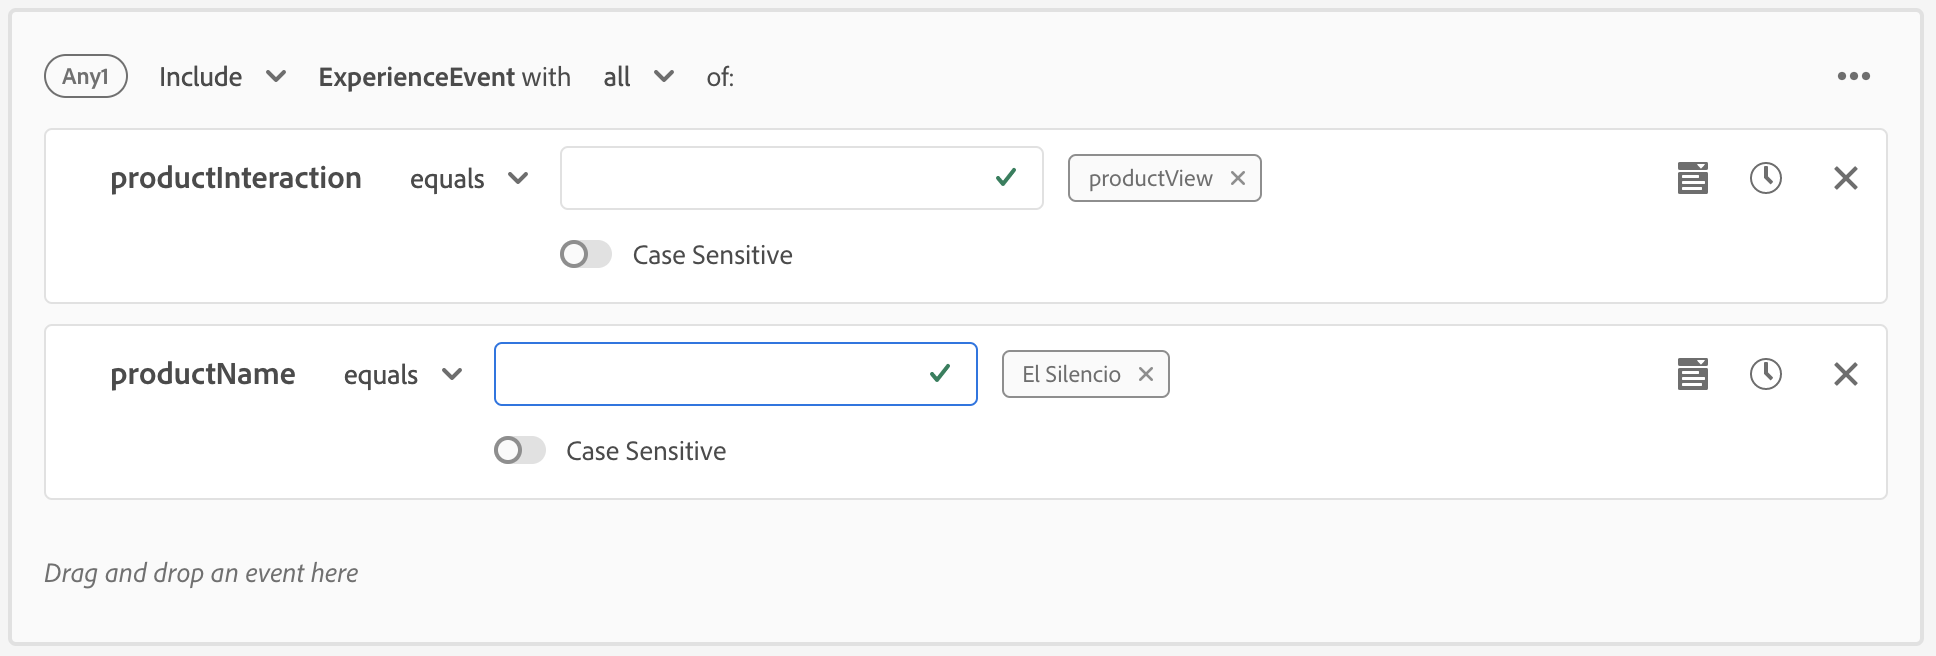 Any1 Include ExperienceEvent with all of:
productInteraction equals productView
Case Sensitive
productName equals El Silencio
Case Sensitive
Drag and drop an event here